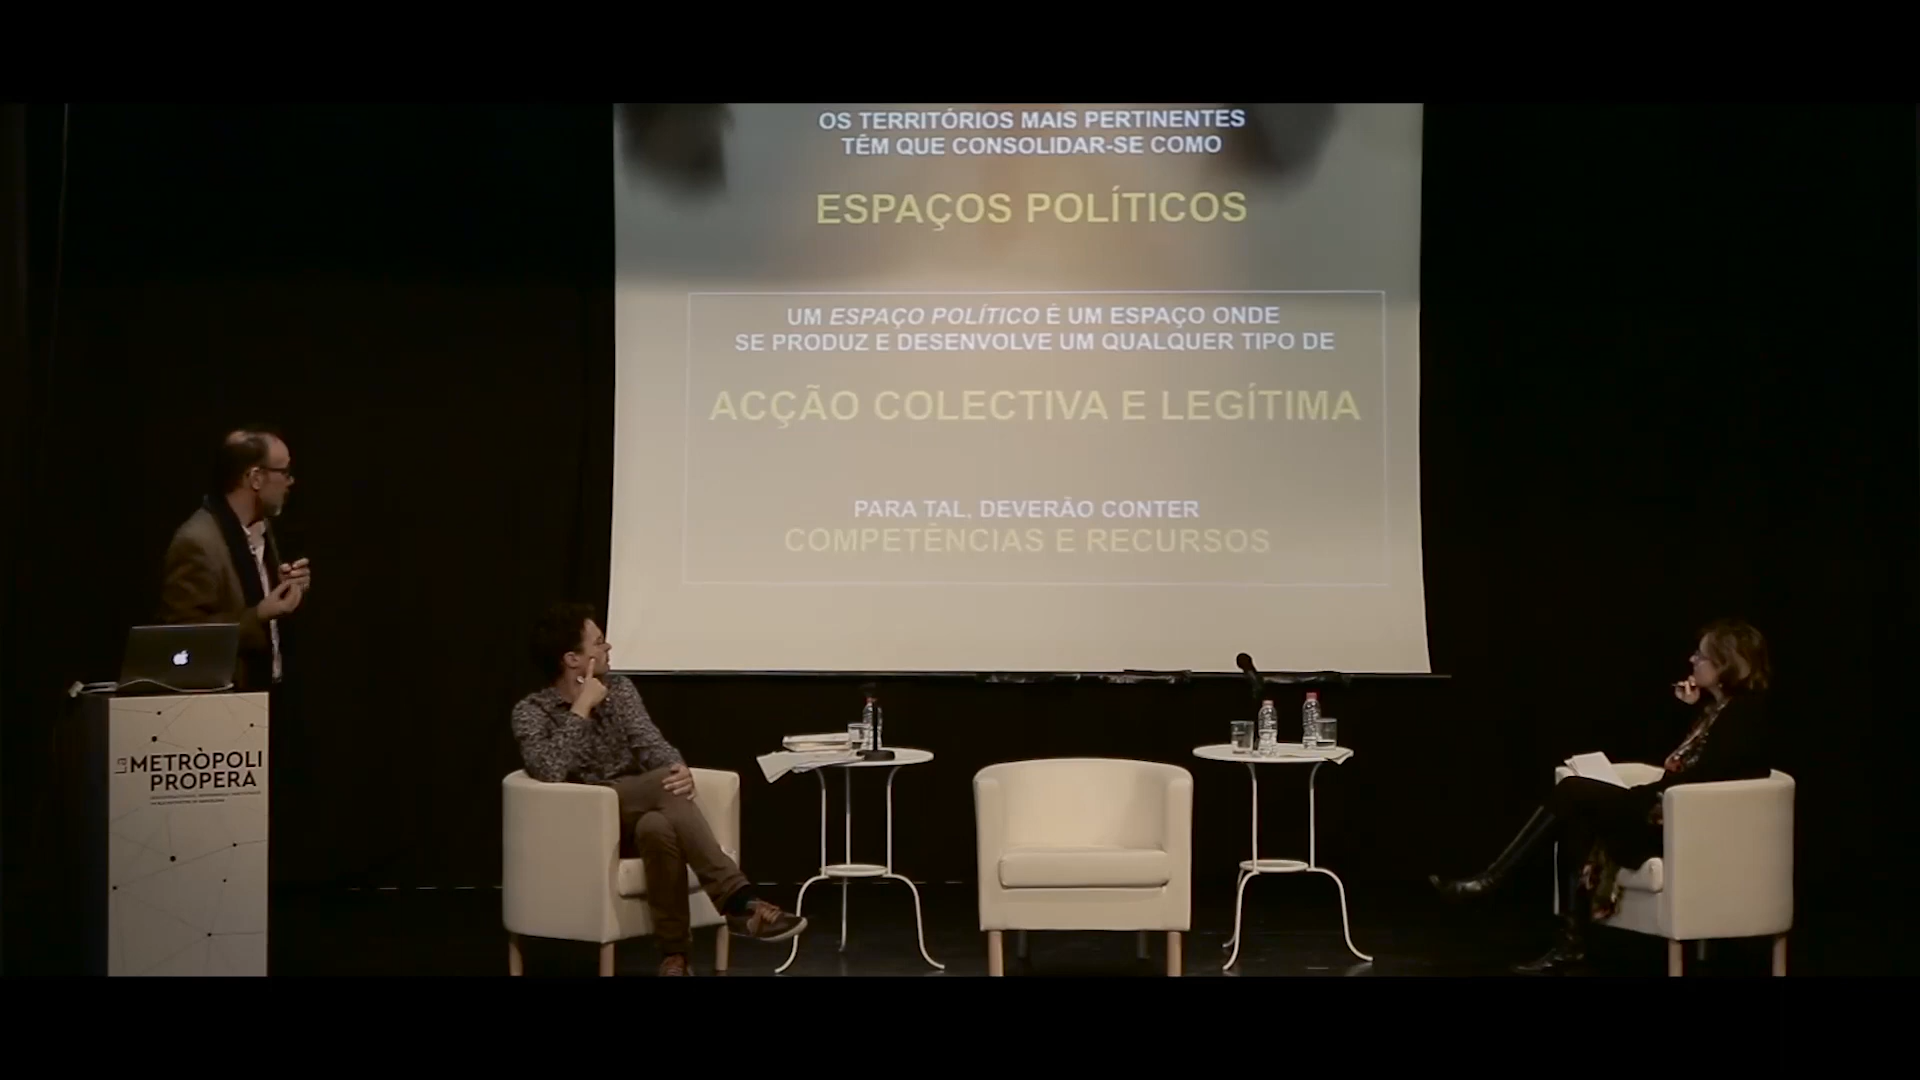 OS TERRITÓRIOS MAIS PERTINENTES
TÊM QUE CONSOLIDAR-SE COMO
ESPAÇOS POLÍTICOS
UM ESPAÇO POLÍTICO É UM ESPAÇO ONDE
SE PRODUZ E DESENVOLVE UM QUALQUER TIPO DE
ACÇÃO COLECTIVA E LEGÍTIMA
PARA TAL, DEVERÃO CONTER
COMPETÊNCIAS E RECURSOS
La METRÒPOLI
PROPERA